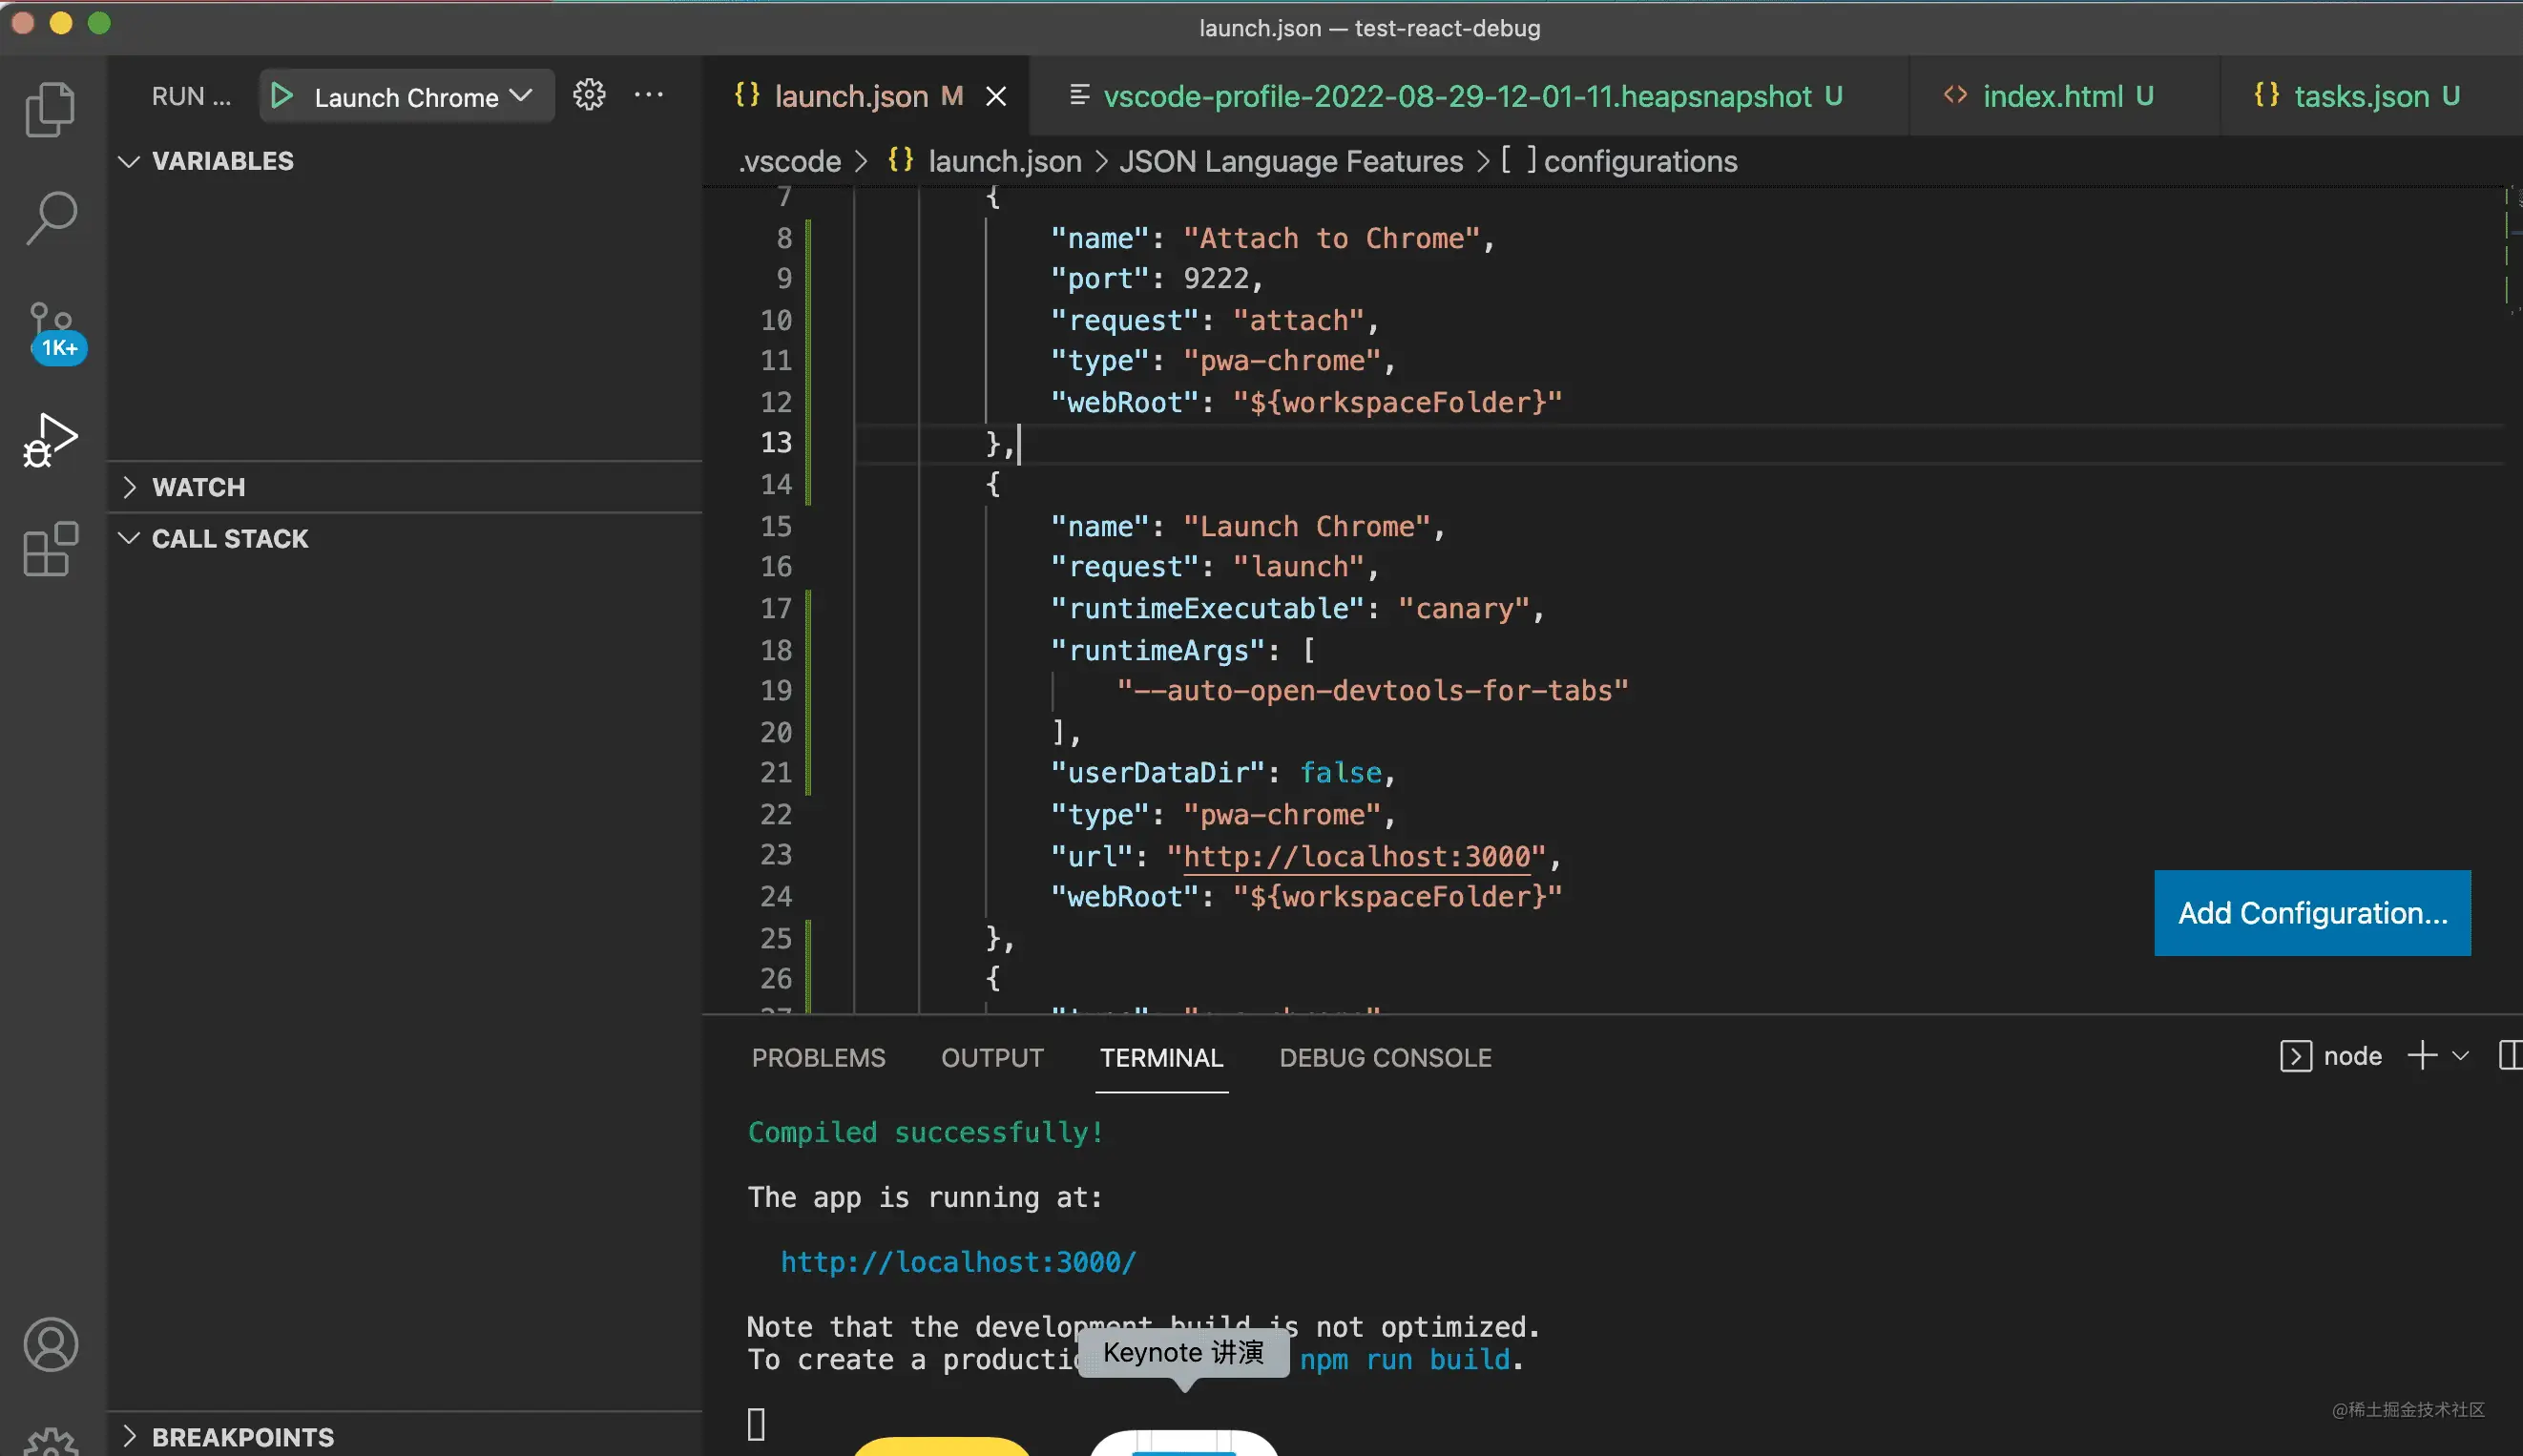 launch.json — test-react-debug
RUN ...
Launch Chrome
launch.json M
vscode-profile-2022-08-29-12-01-11.heapsnapshot U
index.html U
tasks.json U
VARIABLES
.vscode > {} launch.json > JSON Language Features > [ ] configurations
7 {
8 "name": "Attach to Chrome",
9 "port": 9222,
10 "request": "attach",
11 "type": "pwa-chrome",
12 "webRoot": "${workspaceFolder}"
13 },
14 {
15 "name": "Launch Chrome",
16 "request": "launch",
17 "runtimeExecutable": "canary",
18 "runtimeArgs": [
19 "--auto-open-devtools-for-tabs"
20 ],
21 "userDataDir": false,
22 "type": "pwa-chrome",
23 "url": "http://localhost:3000",
24 "webRoot": "${workspaceFolder}"
25 },
26 {
1K+
WATCH
CALL STACK
BREAKPOINTS
Add Configuration...
PROBLEMS
OUTPUT
TERMINAL
DEBUG CONSOLE
node
Compiled successfully!
The app is running at:
http://localhost:3000/
Note that the development build is not optimized.
To create a producti
npm run build.
Keynote 讲演
@稀土掘金技术社区